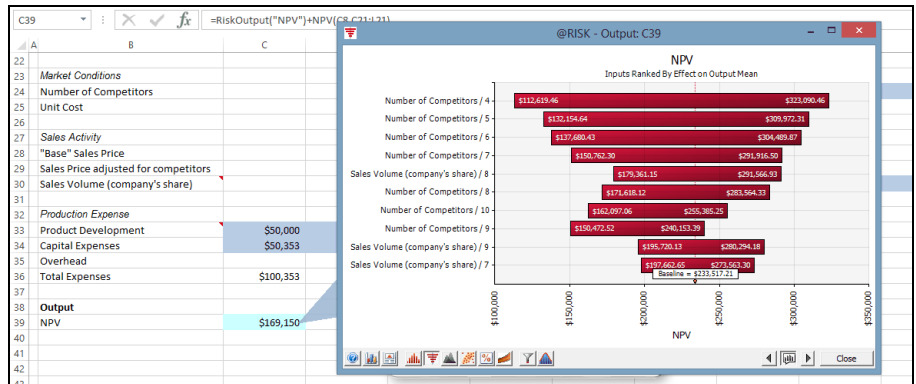 C39 fx =RiskOutput("NPV")+NPV(C8,C21:L21)
A B C
22
23 Market Conditions
24 Number of Competitors
25 Unit Cost
26
27 Sales Activity
28 "Base" Sales Price
29 Sales Price adjusted for competitors
30 Sales Volume (company's share)
31
32 Production Expense
33 Product Development $50,000
34 Capital Expenses $50,353
35 Overhead
36 Total Expenses $100,353
37
38 Output
39 NPV $169,150
40
41
42
43
@RISK - Output: C39
NPV
Inputs Ranked By Effect on Output Mean
Number of Competitors / 4 $112,619.46 $323,090.46
Number of Competitors / 5 $132,154.64 $309,972.31
Number of Competitors / 6 $137,680.43 $304,489.87
Number of Competitors / 7 $150,762.30 $291,916.50
Sales Volume (company's share) / 8 $179,361.15 $291,566.93
Number of Competitors / 8 $171,618.12 $283,564.33
Number of Competitors / 10 $162,097.06 $255,385.25
Number of Competitors / 9 $150,472.52 $240,153.39
Sales Volume (company's share) / 9 $195,720.13 $280,294.18
Sales Volume (company's share) / 7 $197,662.65 $273,563.30
Baseline = $233,517.21
$100,000 $150,000 $200,000 $250,000 $300,000 $350,000
NPV
Close